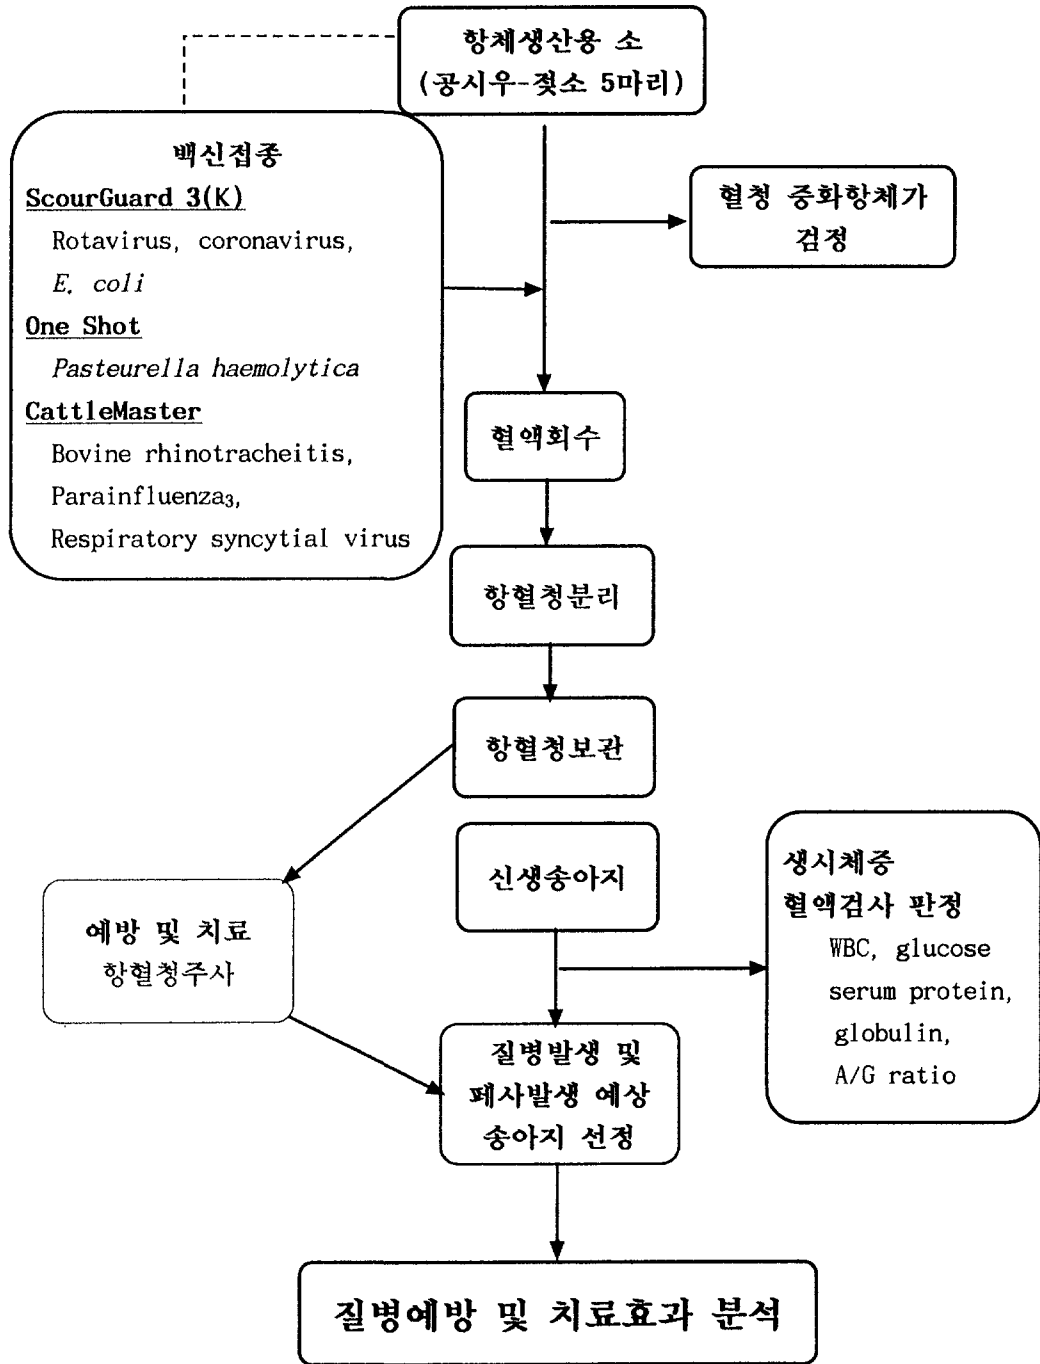 항체생산용 소
(공시우-젖소 5마리)
백신접종
ScourGuard 3(K)
Rotavirus, coronavirus,
E. coli
One Shot
Pasteurella haemolytica
CattleMaster
Bovine rhinotracheitis,
Parainfluenza₃,
Respiratory syncytial virus
혈청 중화항체가
검정
혈액회수
항혈청분리
항혈청보관
신생송아지
생시체중
혈액검사 판정
WBC, glucose
serum protein,
globulin,
A/G ratio
예방 및 치료
항혈청주사
질병발생 및
폐사발생 예상
송아지 선정
질병예방 및 치료효과 분석